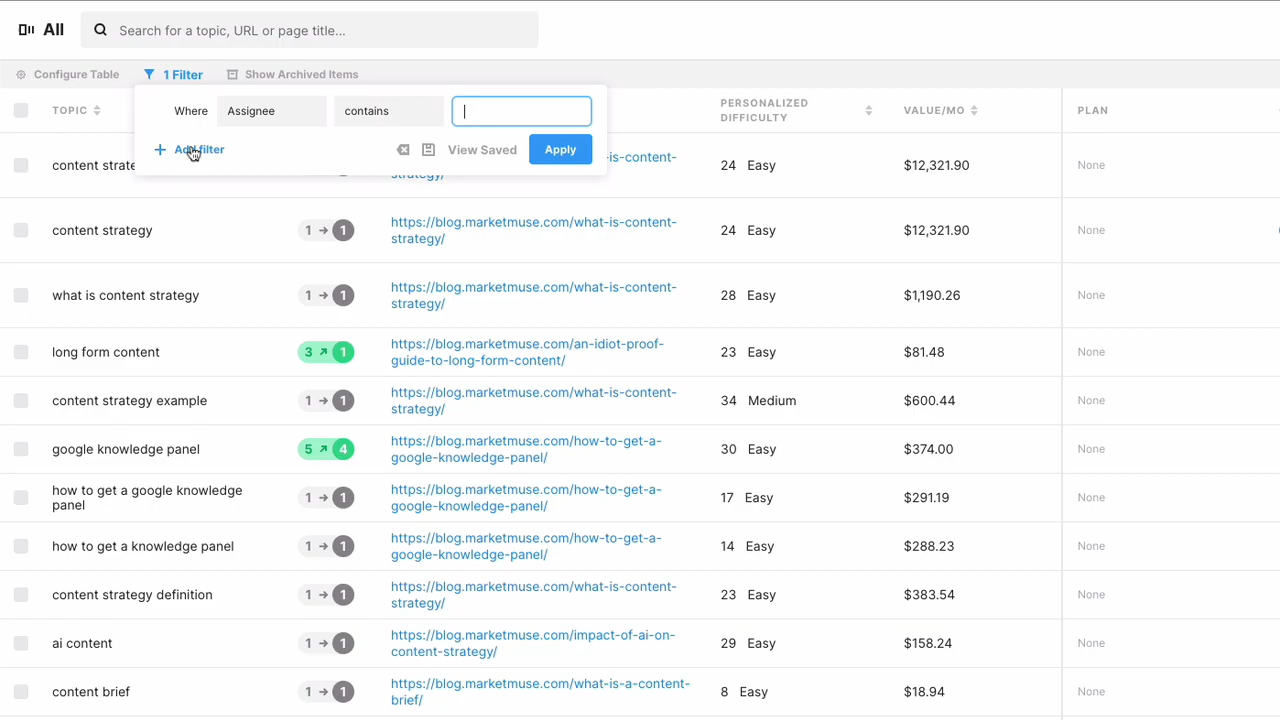 All
Search for a topic, URL or page title...
Configure Table
1 Filter
Show Archived Items
Where
Assignee
contains
Add filter
View Saved
Apply
TOPIC
PERSONALIZED
DIFFICULTY
VALUE/MO
PLAN
content strate
is-content-
strategy/
24 Easy
$12,321.90
None
content strategy
1 → 1
https://blog.marketmuse.com/what-is-content-
strategy/
24 Easy
$12,321.90
None
what is content strategy
1 → 1
https://blog.marketmuse.com/what-is-content-
strategy/
28 Easy
$1,190.26
None
long form content
3 ↗ 1
https://blog.marketmuse.com/an-idiot-proof-
guide-to-long-form-content/
23 Easy
$81.48
None
content strategy example
1 → 1
https://blog.marketmuse.com/what-is-content-
strategy/
34 Medium
$600.44
None
google knowledge panel
5 ↗ 4
https://blog.marketmuse.com/how-to-get-a-
google-knowledge-panel/
30 Easy
$374.00
None
how to get a google knowledge
panel
1 → 1
https://blog.marketmuse.com/how-to-get-a-
google-knowledge-panel/
17 Easy
$291.19
None
how to get a knowledge panel
1 → 1
https://blog.marketmuse.com/how-to-get-a-
google-knowledge-panel/
14 Easy
$288.23
None
content strategy definition
1 → 1
https://blog.marketmuse.com/what-is-content-
strategy/
23 Easy
$383.54
None
ai content
1 → 1
https://blog.marketmuse.com/impact-of-ai-on-
content-strategy/
29 Easy
$158.24
None
content brief
1 → 1
https://blog.marketmuse.com/what-is-a-content-
brief/
8 Easy
$18.94
None